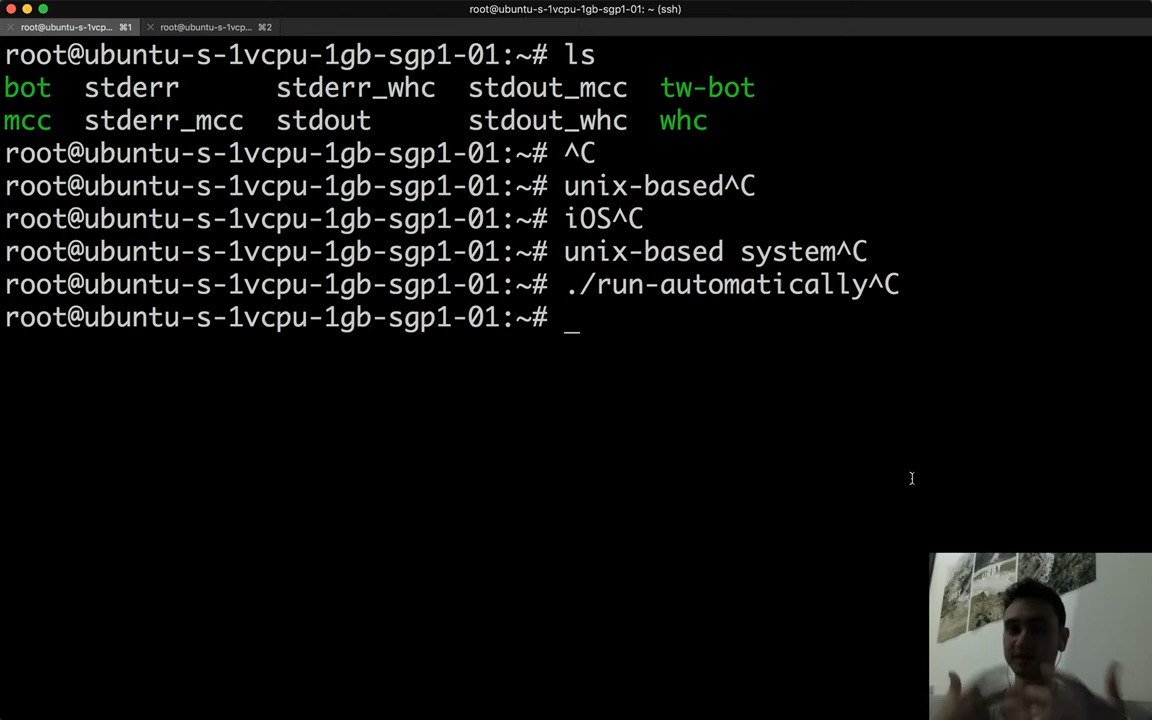 root@ubuntu-s-1vcpu-1gb-sgp1-01: ~ (ssh)
root@ubuntu-s-1vcp... ⌘1 root@ubuntu-s-1vcpu... ⌘2
root@ubuntu-s-1vcpu-1gb-sgp1-01:~# ls
bot stderr stderr_whc stdout_mcc tw-bot
mcc stderr_mcc stdout stdout_whc whc
root@ubuntu-s-1vcpu-1gb-sgp1-01:~# ^C
root@ubuntu-s-1vcpu-1gb-sgp1-01:~# unix-based^C
root@ubuntu-s-1vcpu-1gb-sgp1-01:~# iOS^C
root@ubuntu-s-1vcpu-1gb-sgp1-01:~# unix-based system^C
root@ubuntu-s-1vcpu-1gb-sgp1-01:~# ./run-automatically^C
root@ubuntu-s-1vcpu-1gb-sgp1-01:~# _